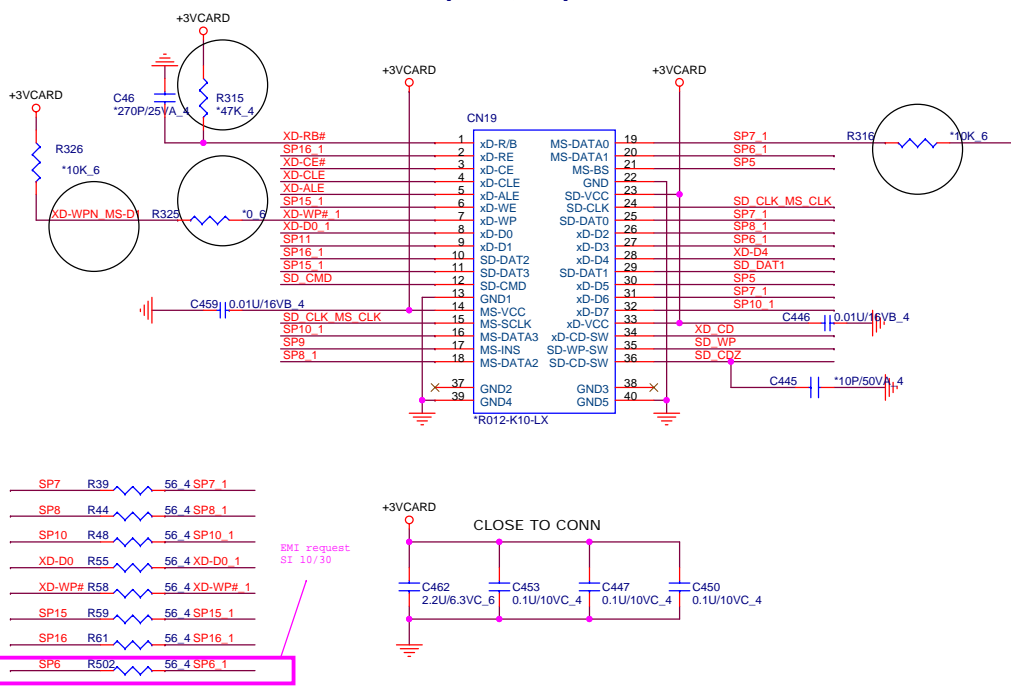 +3VCARD
+3VCARD
+3VCARD
+3VCARD
C46
*270P/25VA_4
R315
*47K_4
R326
*10K_6
XD-WPN_MS-D1
R325
*0_6
R316
*10K_6
CN19
XD-RB# 1 xD-R/B MS-DATA0 19 SP7_1
SP16_1 2 xD-RE MS-DATA1 20 SP6_1
XD-CE# 3 xD-CE MS-BS 21 SP5
XD-CLE 4 xD-CLE GND 22
XD-ALE 5 xD-ALE SD-VCC 23
SP15_1 6 xD-WE SD-CLK 24 SD_CLK_MS_CLK
XD-WP#_1 7 xD-WP SD-DAT0 25 SP7_1
XD-D0_1 8 xD-D0 xD-D2 26 SP8_1
SP11 9 xD-D1 xD-D3 27 SP6_1
SP16_1 10 SD-DAT2 xD-D4 28 XD-D4
SP15_1 11 SD-DAT3 SD-DAT1 29 SD_DAT1
SD_CMD 12 SD-CMD xD-D5 30 SP5
13 GND1 xD-D6 31 SP7_1
14 MS-VCC xD-D7 32 SP10_1
SD_CLK_MS_CLK 15 MS-SCLK xD-VCC 33
SP10_1 16 MS-DATA3 xD-CD-SW 34 XD_CD
SP9 17 MS-INS SD-WP-SW 35 SD_WP
SP8_1 18 MS-DATA2 SD-CD-SW 36 SD_CDZ
37 GND2 GND3 38
39 GND4 GND5 40
*R012-K10-LX
C459 0.01U/16VB_4
C446 0.01U/16VB_4
C445 *10P/50VA_4
SP7 R39 56_4 SP7_1
SP8 R44 56_4 SP8_1
SP10 R48 56_4 SP10_1
XD-D0 R55 56_4 XD-D0_1
XD-WP# R58 56_4 XD-WP#_1
SP15 R59 56_4 SP15_1
SP16 R61 56_4 SP16_1
SP6 R502 56_4 SP6_1
EMI request
SI 10/30
+3VCARD
CLOSE TO CONN
C462
2.2U/6.3VC_6
C453
0.1U/10VC_4
C447
0.1U/10VC_4
C450
0.1U/10VC_4